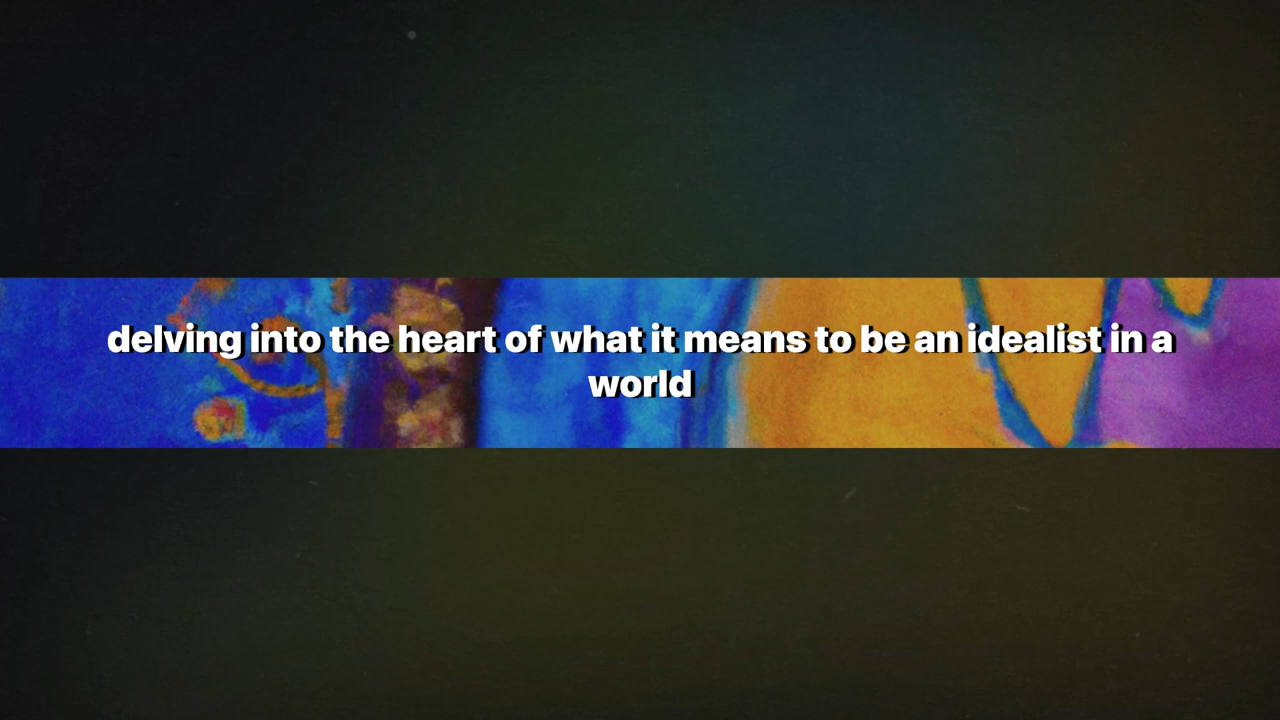 delving into the heart of what it means to be an idealist in a
world